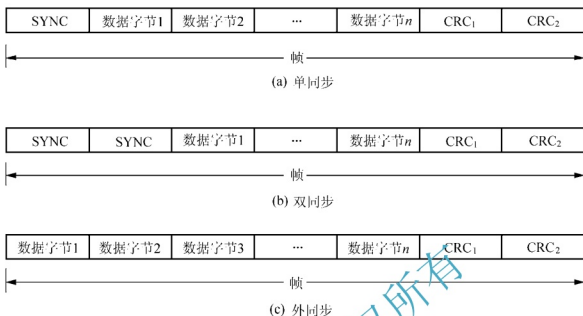 SYNC 数据字节1 数据字节2 … 数据字节n CRC₁ CRC₂
帧
(a) 单同步
SYNC SYNC 数据字节1 … 数据字节n CRC₁ CRC₂
帧
(b) 双同步
数据字节1 数据字节2 数据字节3 … 数据字节n CRC₁ CRC₂
帧
(c) 外同步
所有